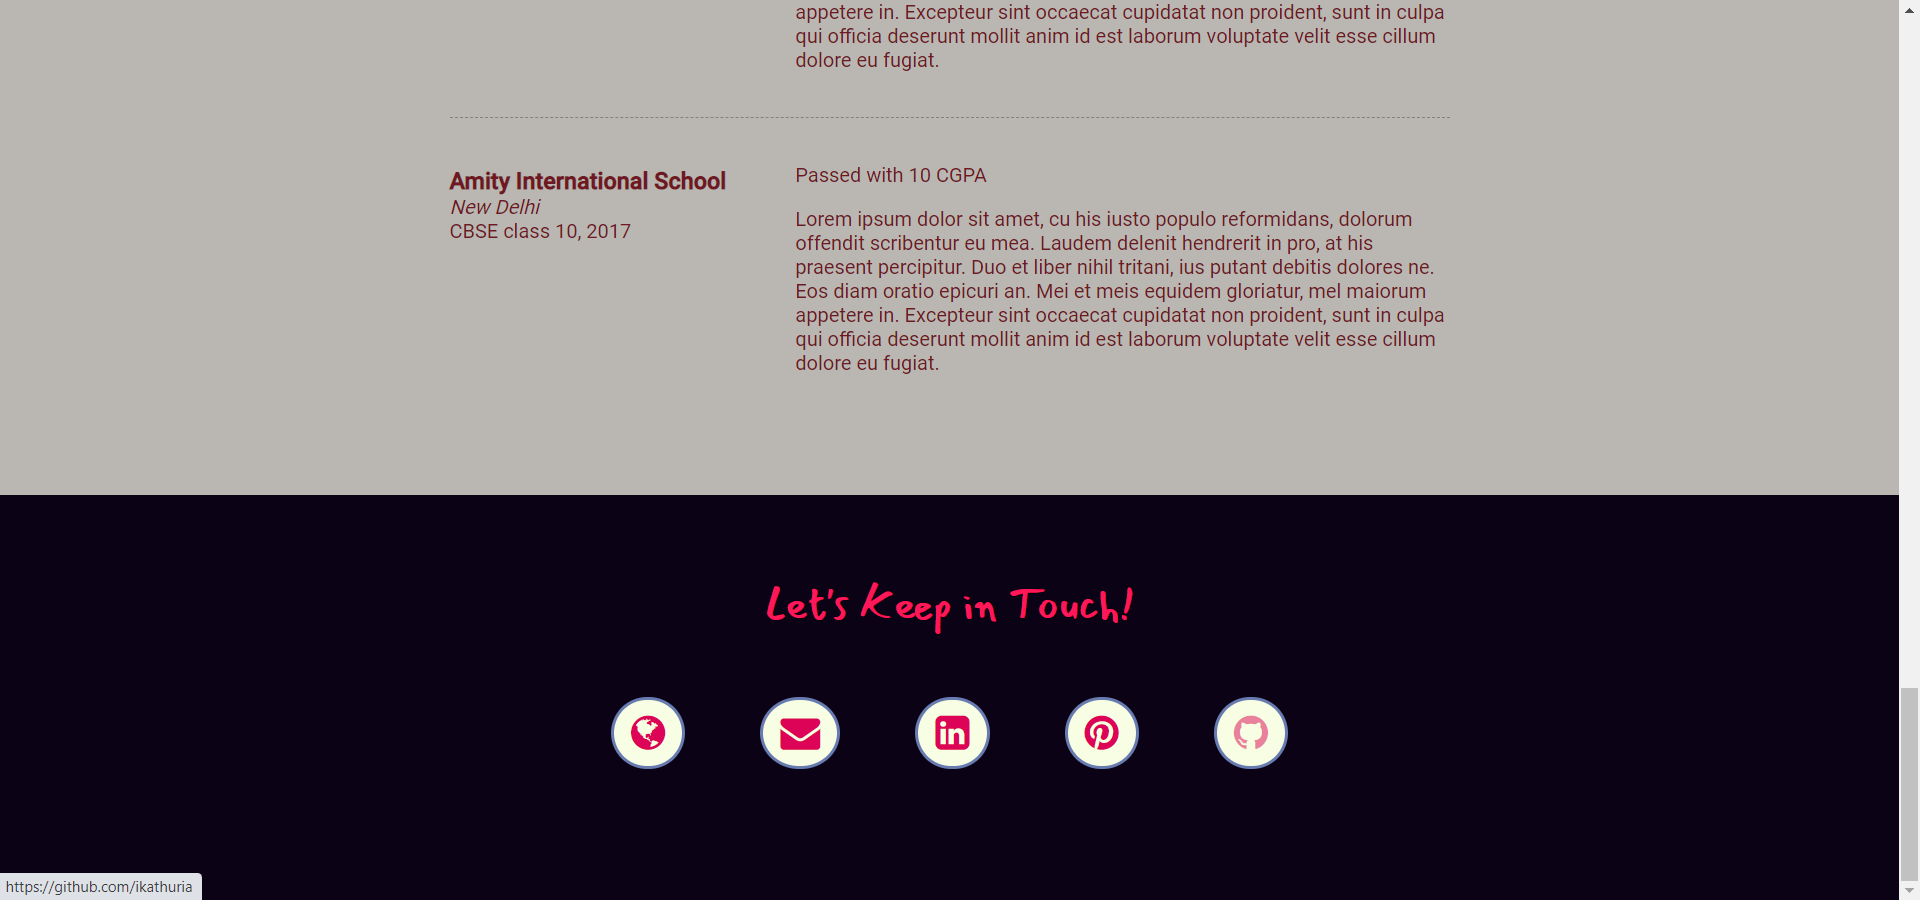 appetere in. Excepteur sint occaecat cupidatat non proident, sunt in culpa
qui officia deserunt mollit anim id est laborum voluptate velit esse cillum
dolore eu fugiat.
Amity International School
New Delhi
CBSE class 10, 2017
Passed with 10 CGPA
Lorem ipsum dolor sit amet, cu his iusto populo reformidans, dolorum
offendit scribentur eu mea. Laudem delenit hendrerit in pro, at his
praesent percipitur. Duo et liber nihil tritani, ius putant debitis dolores ne.
Eos diam oratio epicuri an. Mei et meis equidem gloriatur, mel maiorum
appetere in. Excepteur sint occaecat cupidatat non proident, sunt in culpa
qui officia deserunt mollit anim id est laborum voluptate velit esse cillum
dolore eu fugiat.
Let's Keep in Touch!
in
https://github.com/ikathuria